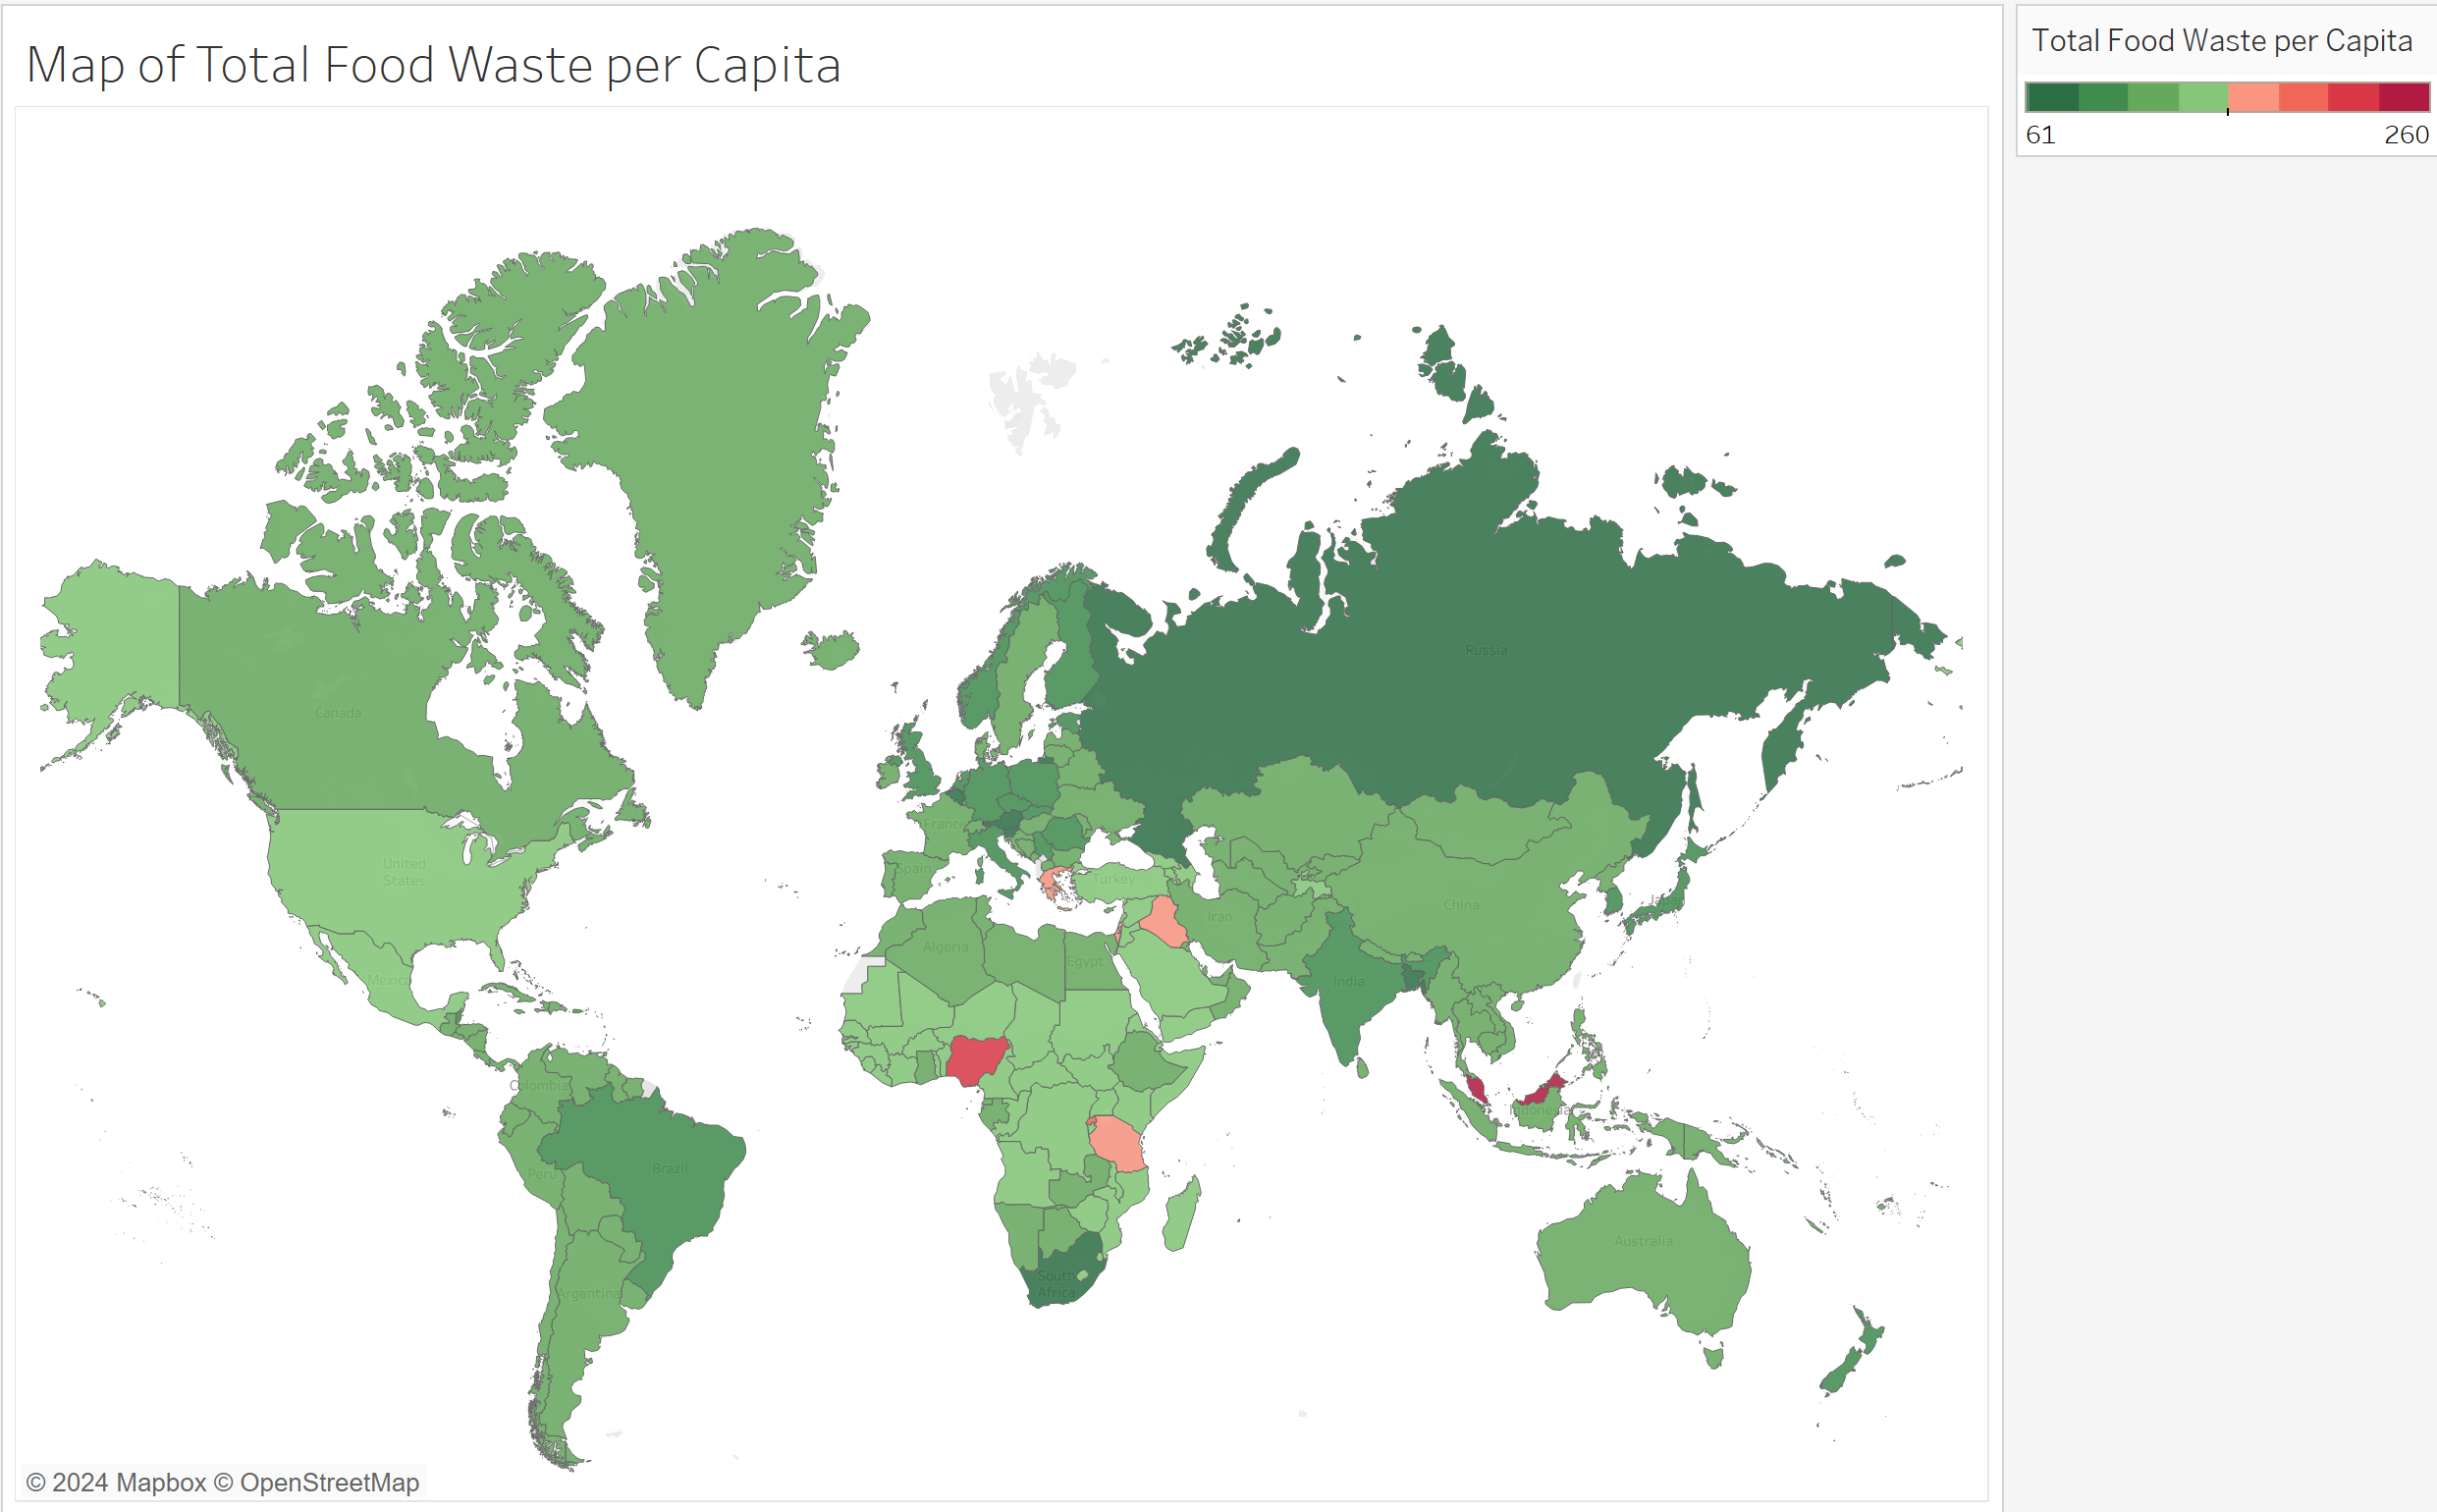 Map of Total Food Waste per Capita
Total Food Waste per Capita
61
260
Russia
Canada
France
United
States
Spain
Turkey
China
Japan
Iran
Algeria
Egypt
Mexico
India
Colombia
Indonesia
Brazil
Peru
Australia
South
Africa
Argentina
© 2024 Mapbox © OpenStreetMap